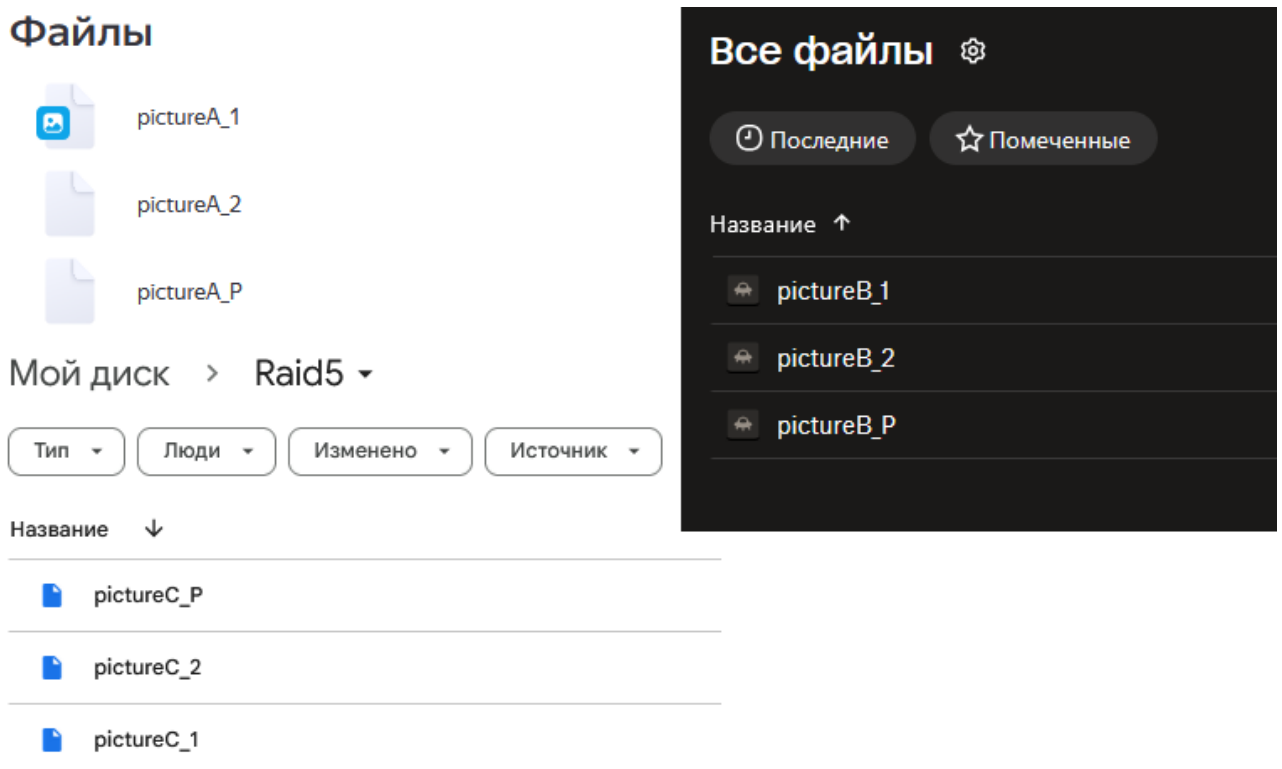 Файлы
pictureA_1
pictureA_2
pictureA_P
Мой диск > Raid5
Тип Люди Изменено Источник
Название ↓
pictureC_P
pictureC_2
pictureC_1
Все файлы
Последние Помеченные
Название ↑
pictureB_1
pictureB_2
pictureB_P